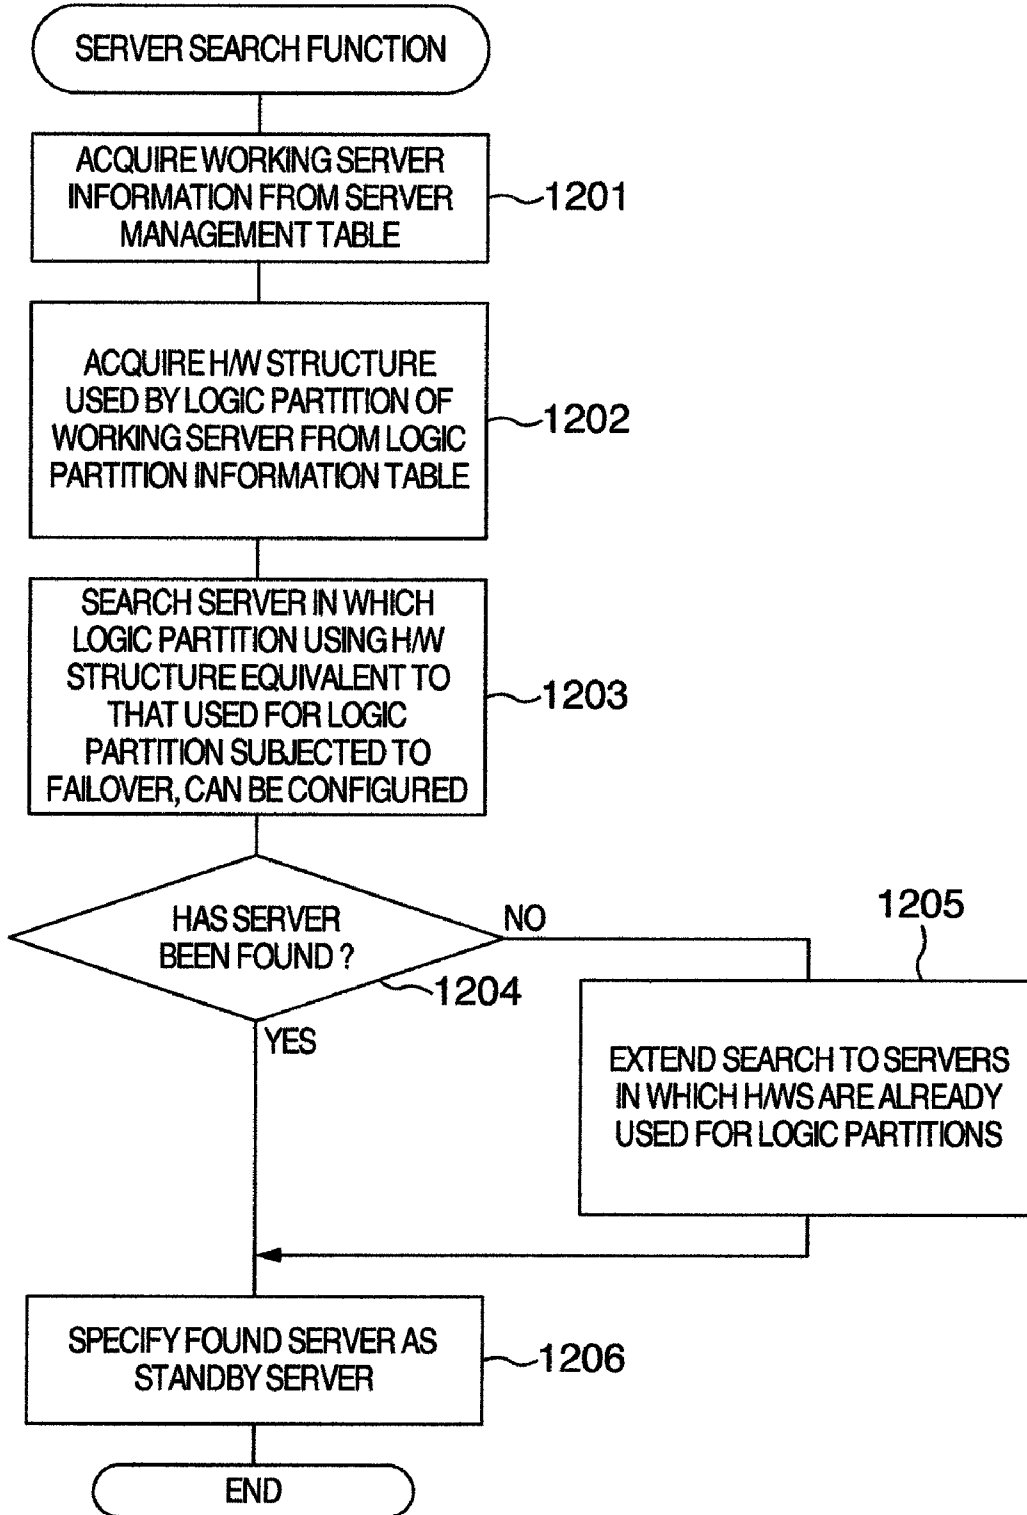 SERVER SEARCH FUNCTION
ACQUIRE WORKING SERVER
INFORMATION FROM SERVER
MANAGEMENT TABLE
1201
ACQUIRE H/W STRUCTURE
USED BY LOGIC PARTITION OF
WORKING SERVER FROM LOGIC
PARTITION INFORMATION TABLE
1202
SEARCH SERVER IN WHICH
LOGIC PARTITION USING H/W
STRUCTURE EQUIVALENT TO
THAT USED FOR LOGIC
PARTITION SUBJECTED TO
FAILOVER, CAN BE CONFIGURED
1203
HAS SERVER
BEEN FOUND ?
1204
NO
YES
1205
EXTEND SEARCH TO SERVERS
IN WHICH H/WS ARE ALREADY
USED FOR LOGIC PARTITIONS
SPECIFY FOUND SERVER AS
STANDBY SERVER
1206
END